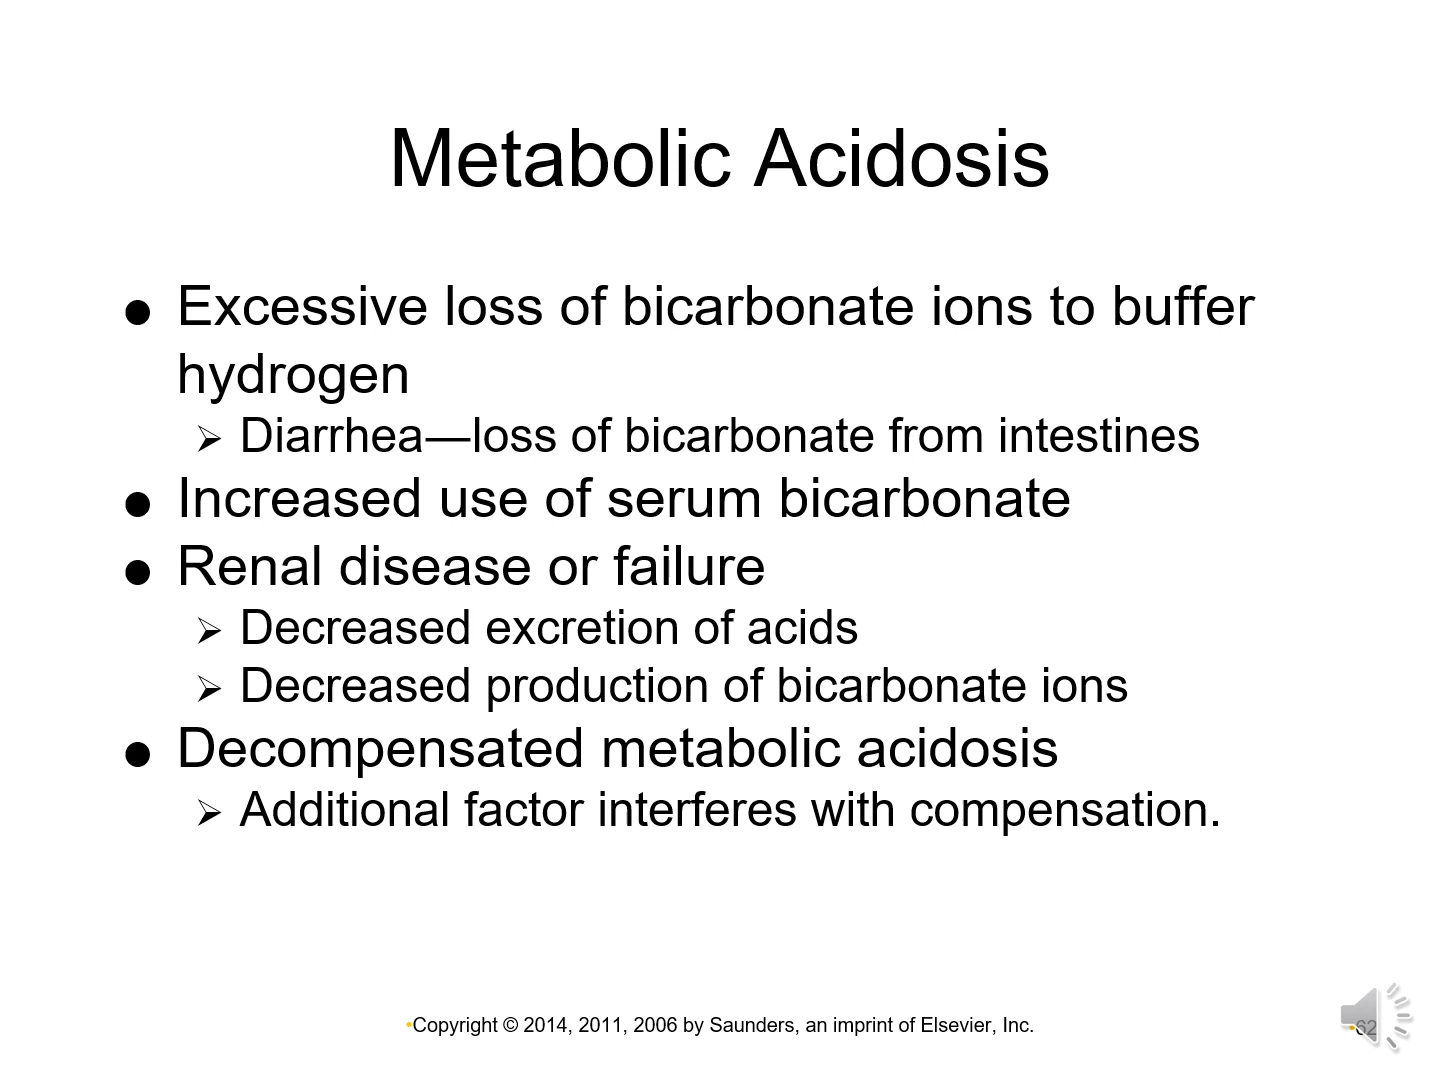 Metabolic Acidosis
● Excessive loss of bicarbonate ions to buffer
hydrogen
➢ Diarrhea—loss of bicarbonate from intestines
● Increased use of serum bicarbonate
● Renal disease or failure
➢ Decreased excretion of acids
➢ Decreased production of bicarbonate ions
● Decompensated metabolic acidosis
➢ Additional factor interferes with compensation.
•Copyright © 2014, 2011, 2006 by Saunders, an imprint of Elsevier, Inc.
•62